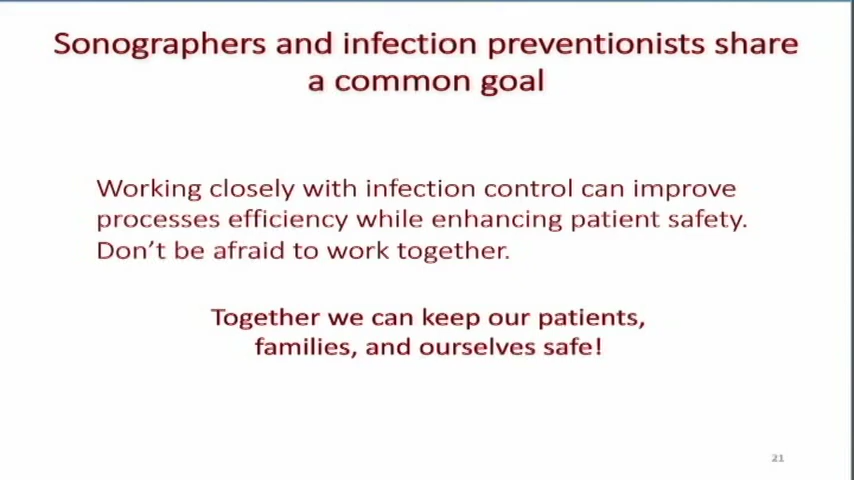 Sonographers and infection preventionists share
a common goal
Working closely with infection control can improve
processes efficiency while enhancing patient safety.
Don't be afraid to work together.
Together we can keep our patients,
families, and ourselves safe!
21